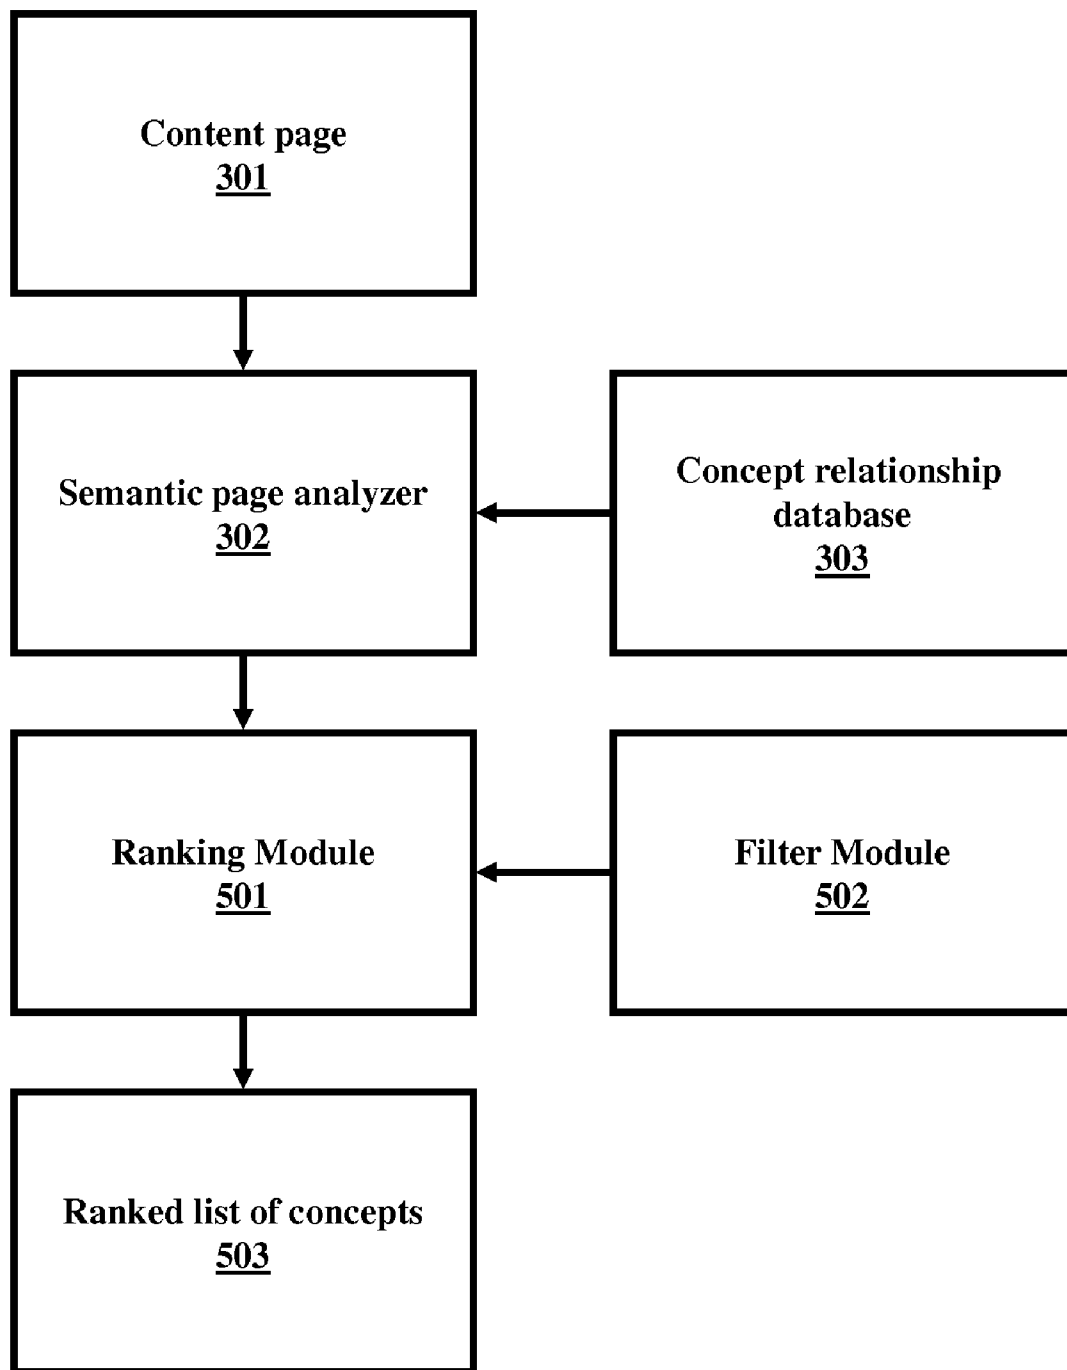 Content page
301
Semantic page analyzer
302
Concept relationship
database
303
Ranking Module
501
Filter Module
502
Ranked list of concepts
503